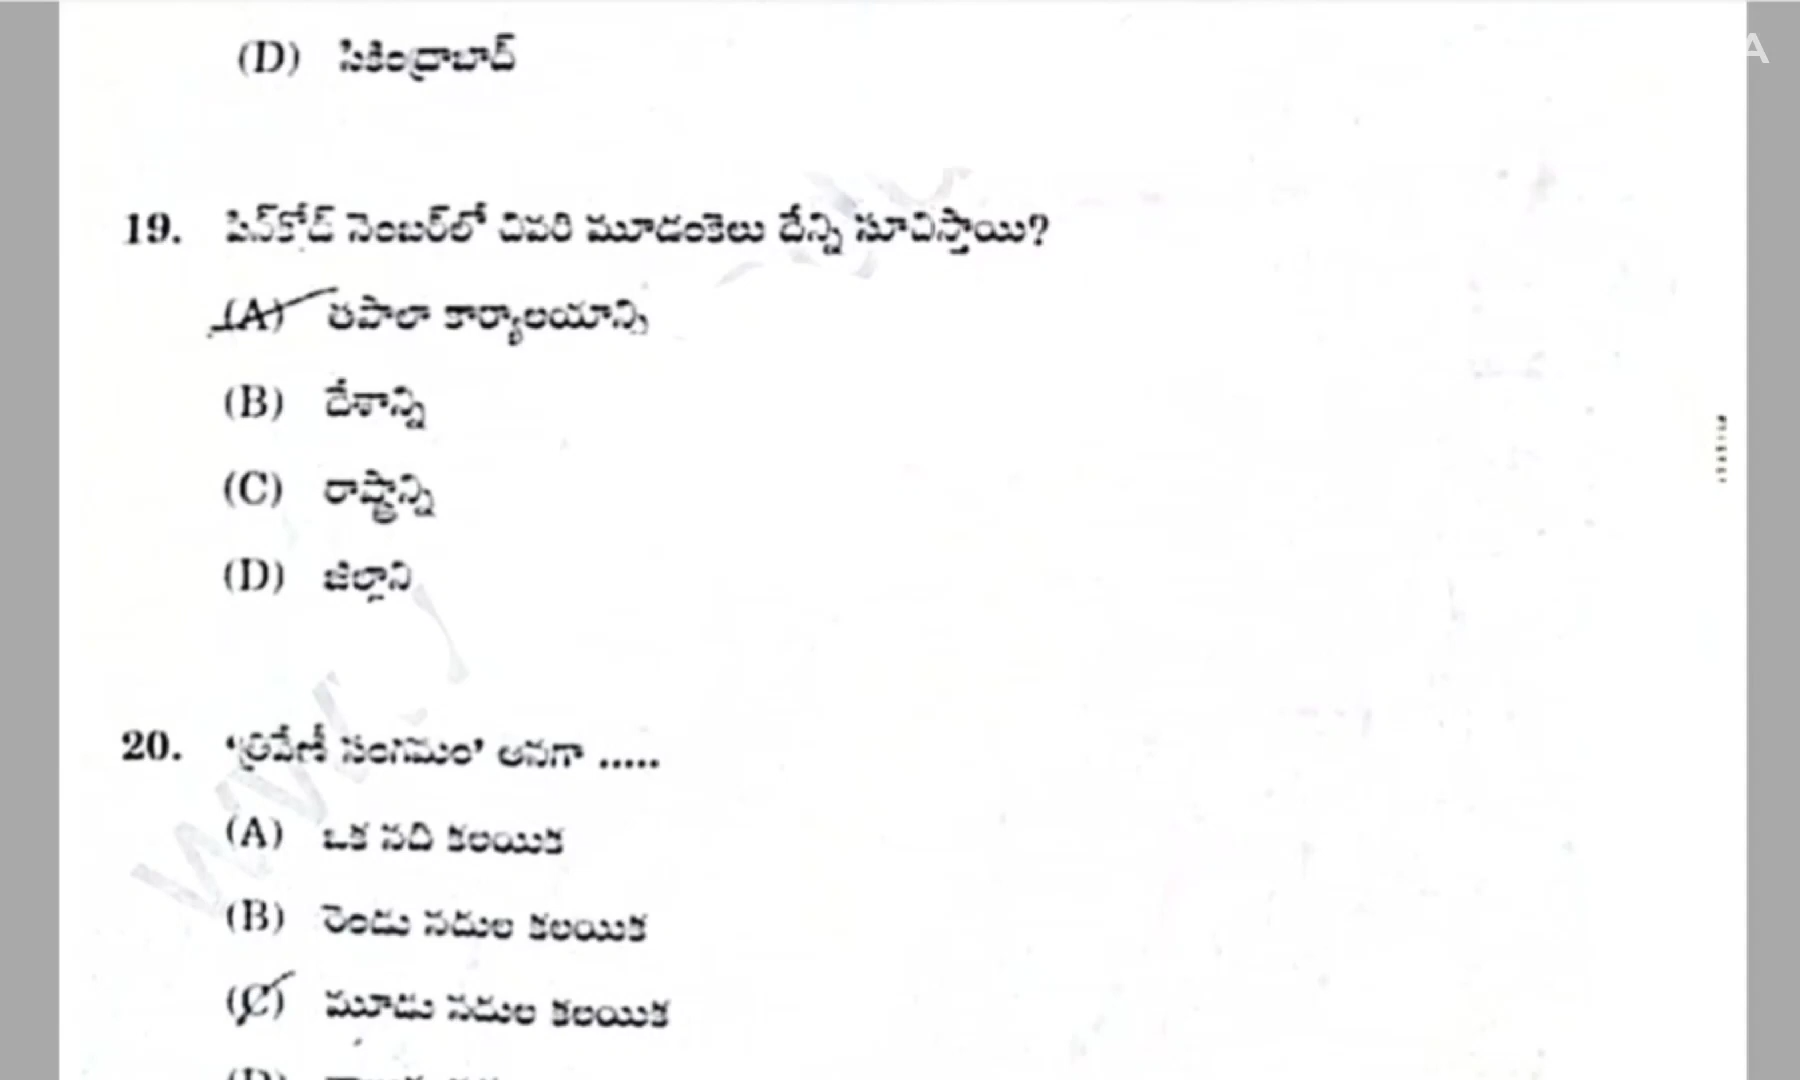 (D) సికింద్రాబాద్
A
19. పిన్‌కోడ్ నెంబర్‌లో చివరి మూడంకెలు దేన్ని సూచిస్తాయి?
(A) తపాలా కార్యాలయాన్ని
(B) దేశాన్ని
(C) రాష్ట్రాన్ని
(D) జిల్లాని
20. 'త్రివేణీ సంగమం' అనగా .....
(A) ఒక నది కలయిక
(B) రెండు నదుల కలయిక
(C) మూడు నదుల కలయిక